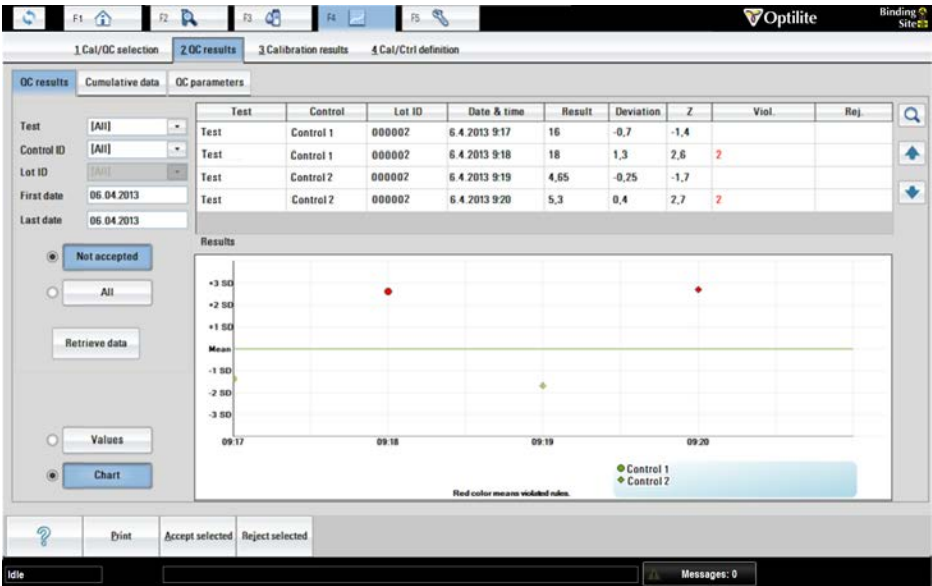 F1 F2 F3 F4 F5 Optilite Binding Site
1 Cal/QC selection 2 QC results 3 Calibration results 4 Cal/Ctrl definition
QC results Cumulative data QC parameters
Test Control Lot ID Date & time Result Deviation Z Viol. Rej.
Test Control 1 000002 6.4.2013 9:17 16 -0,7 -1,4
Test Control 1 000002 6.4.2013 9:18 18 1,3 2,6 2
Test Control 2 000002 6.4.2013 9:19 4,65 -0,25 -1,7
Test Control 2 000002 6.4.2013 9:20 5,3 0,4 2,7 2
Test [All]
Control ID [All]
Lot ID [All]
First date 06.04.2013
Last date 06.04.2013
Not accepted
All
Retrieve data
Values
Chart
Results
+3 SD
+2 SD
+1 SD
Mean
-1 SD
-2 SD
-3 SD
09:17 09:18 09:19 09:20
Control 1
Control 2
Red color means violated rules.
? Print Accept selected Reject selected
Idle Messages: 0